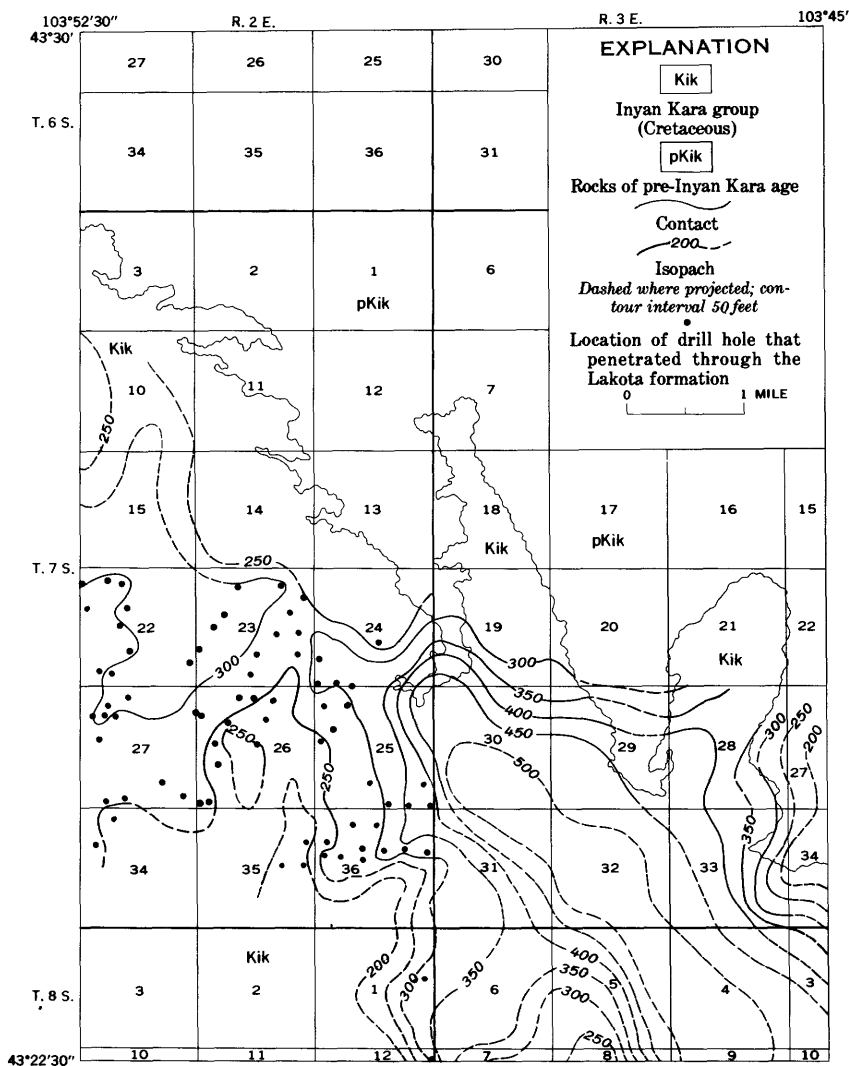 103°52'30"
R. 2 E.
R. 3 E.
103°45'
43°30'
EXPLANATION
Kik
Inyan Kara group
(Cretaceous)
pKik
Rocks of pre-Inyan Kara age
Contact
200
Isopach
Dashed where projected; con-
tour interval 50 feet
Location of drill hole that
penetrated through the
Lakota formation
0 1 MILE
27 26 25 30
T. 6 S.
34 35 36 31
3 2 1 6
pKik
Kik
10 11 12 7
250
15 14 13 18 17 16 15
Kik pKik
250
T. 7 S.
22 23 24 19 20 21 22
Kik
300 300
350
400
450
250 300 200
27 26 25 30 29 28 27
500
250
350
34 35 36 31 32 33 34
Kik
200 300 350 400
350
300
3 2 1 6 5 4 3
T. 8 S.
250
43°22'30"
10 11 12 7 8 9 10